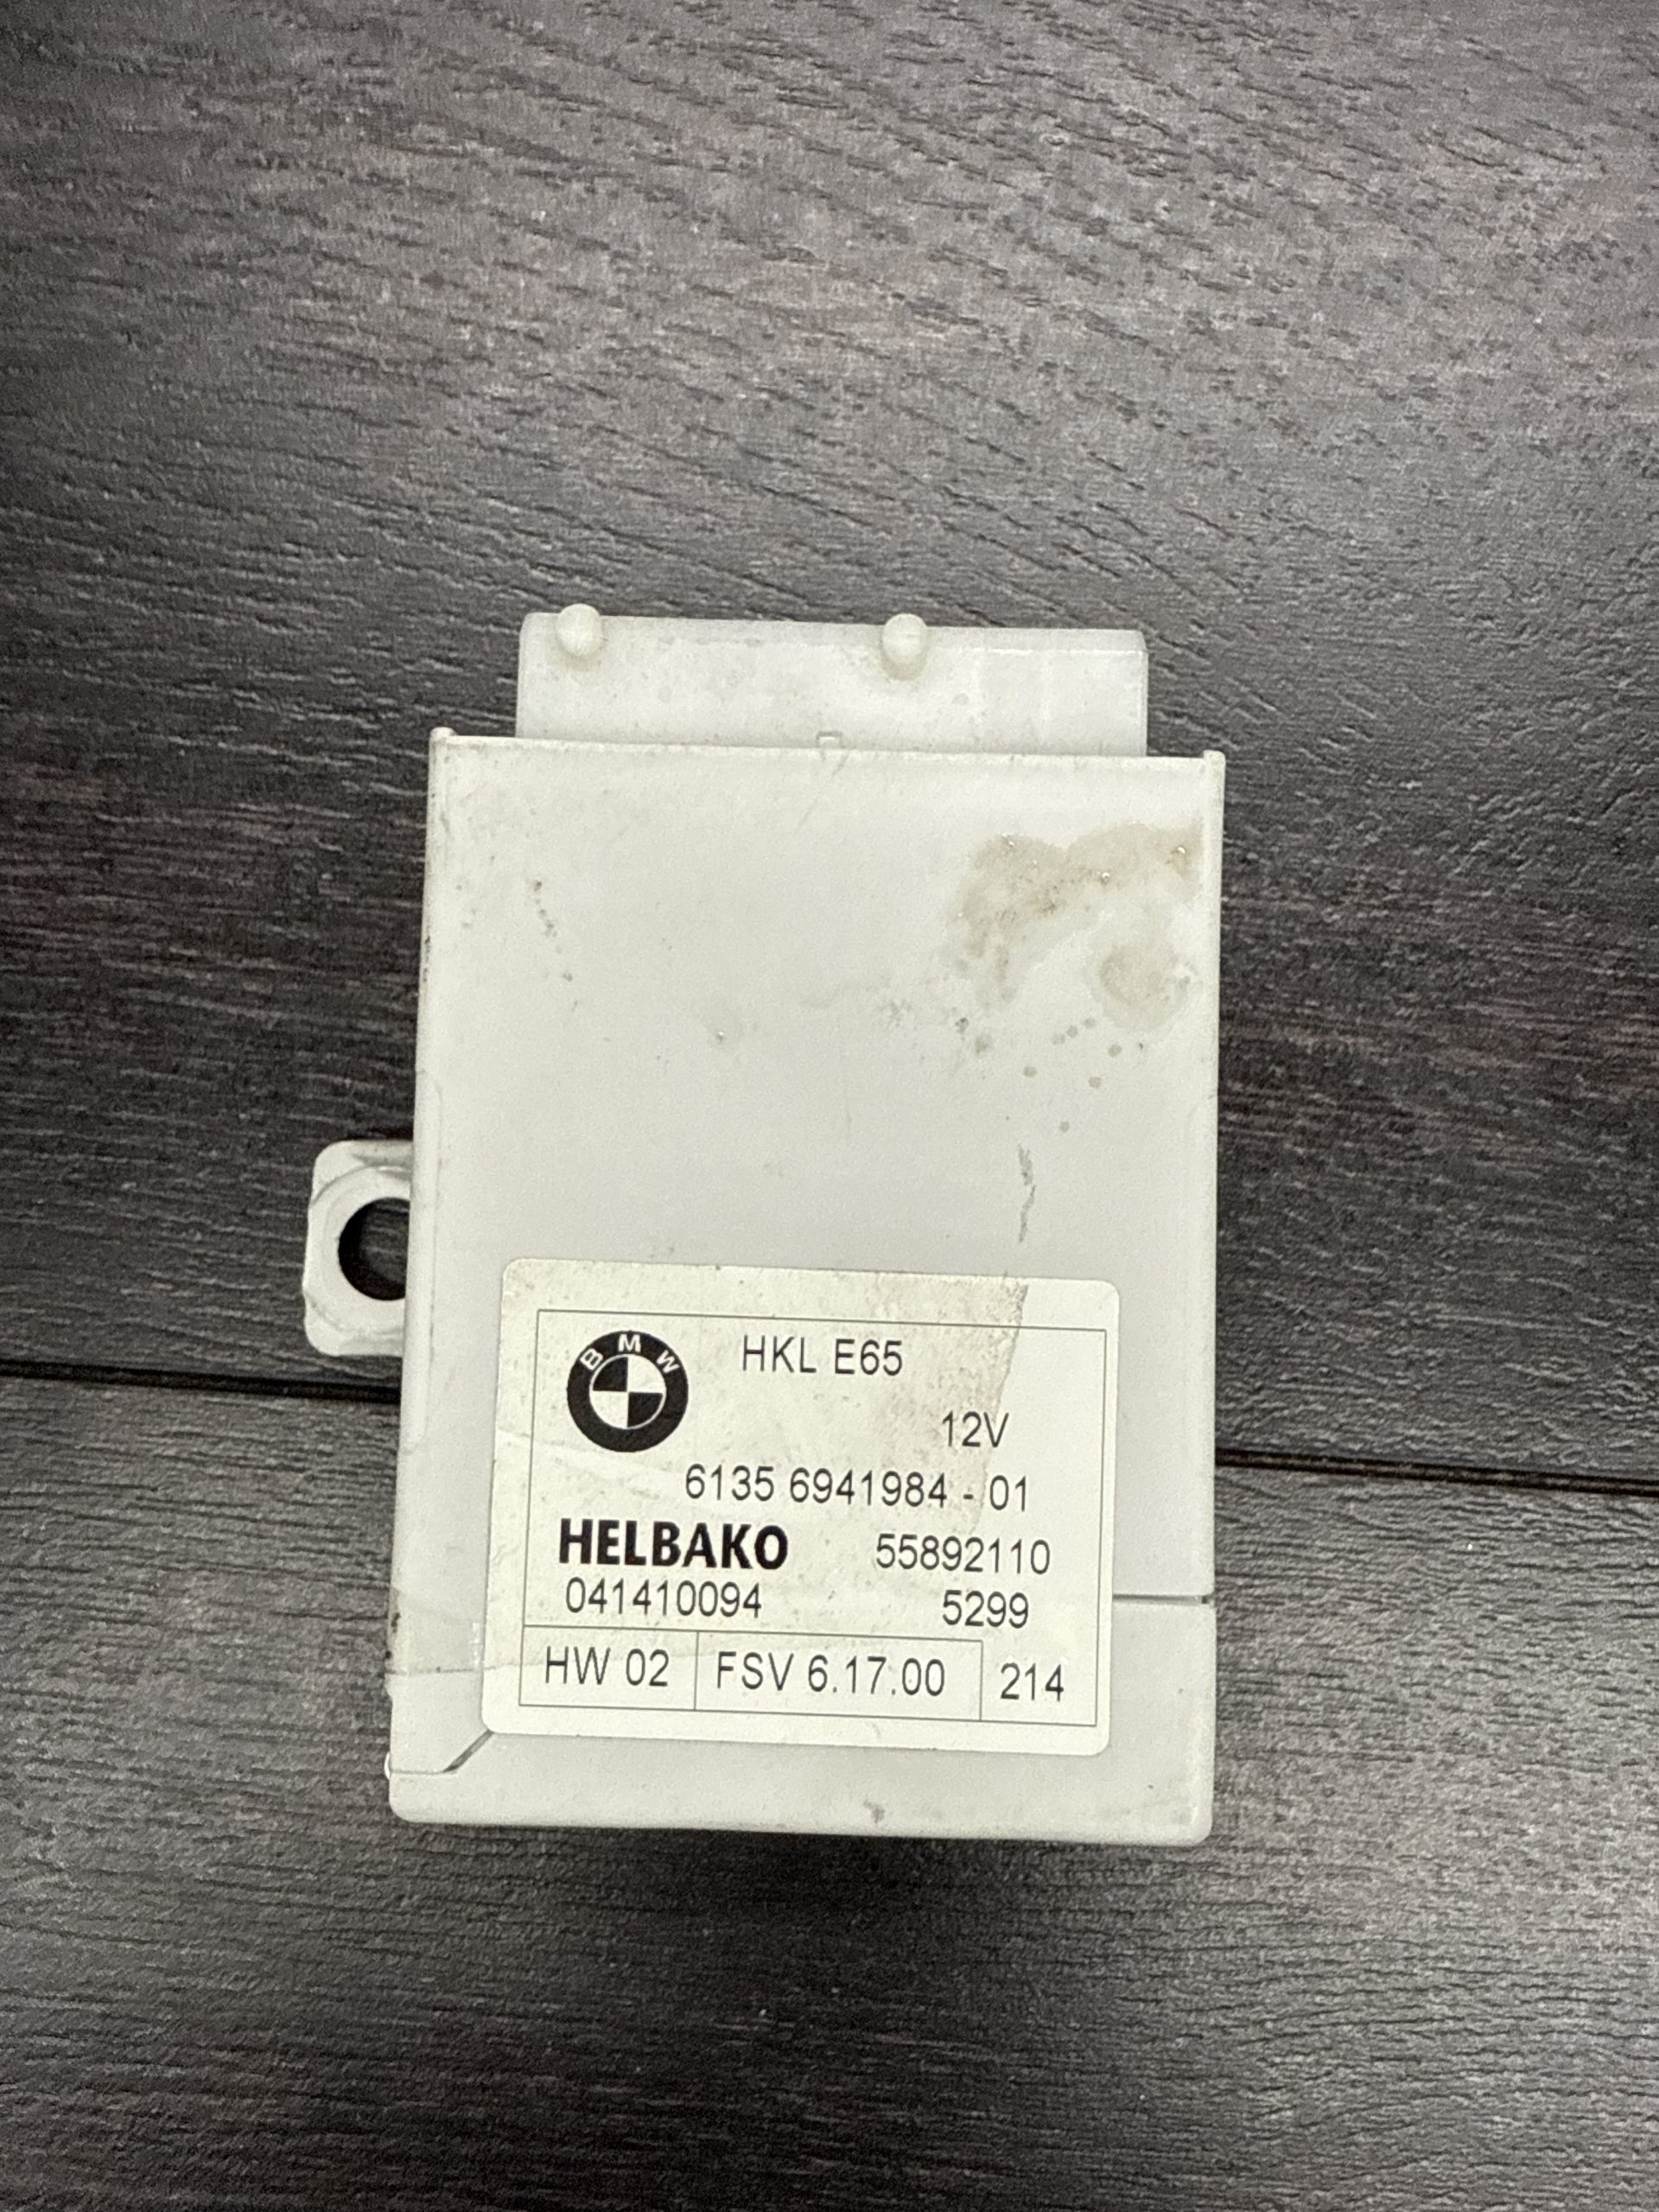 BMW
HKL E65
12V
6135 6941984 - 01
HELBAKO 55892110
041410094 5299
HW 02 FSV 6.17.00 214